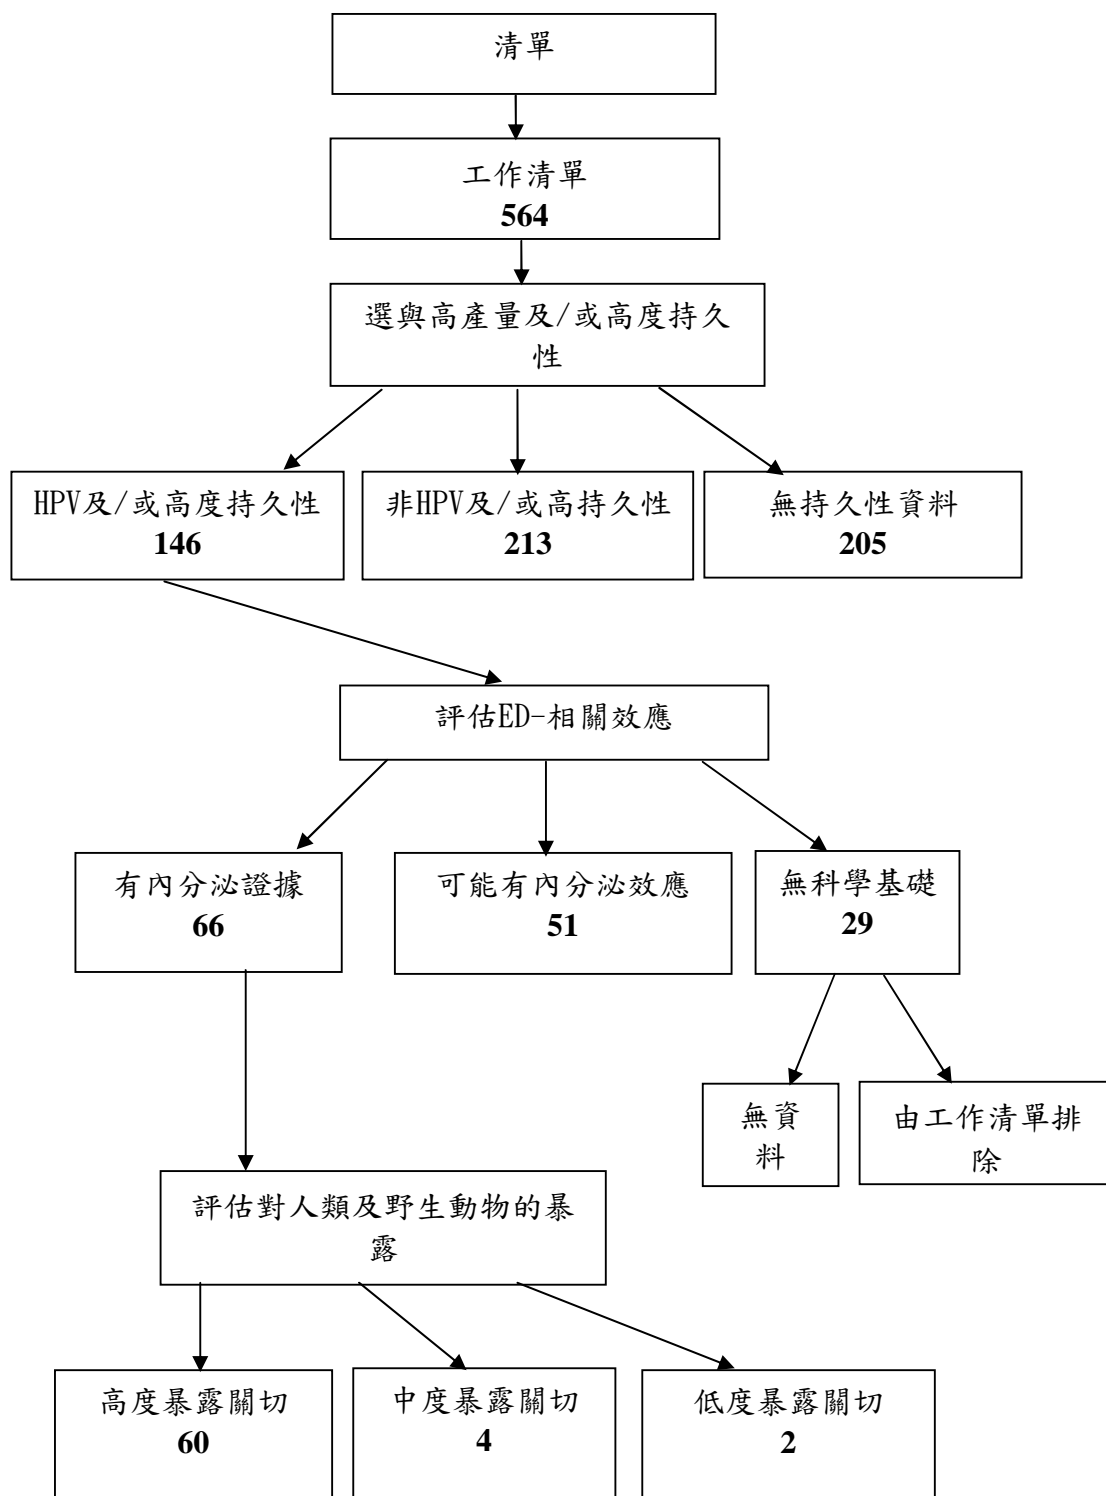 清單
工作清單
564
選與高產量及/或高度持久
性
HPV及/或高度持久性
146
非HPV及/或高持久性
213
無持久性資料
205
評估ED-相關效應
有內分泌證據
66
可能有內分泌效應
51
無科學基礎
29
無資
料
由工作清單排
除
評估對人類及野生動物的暴
露
高度暴露關切
60
中度暴露關切
4
低度暴露關切
2